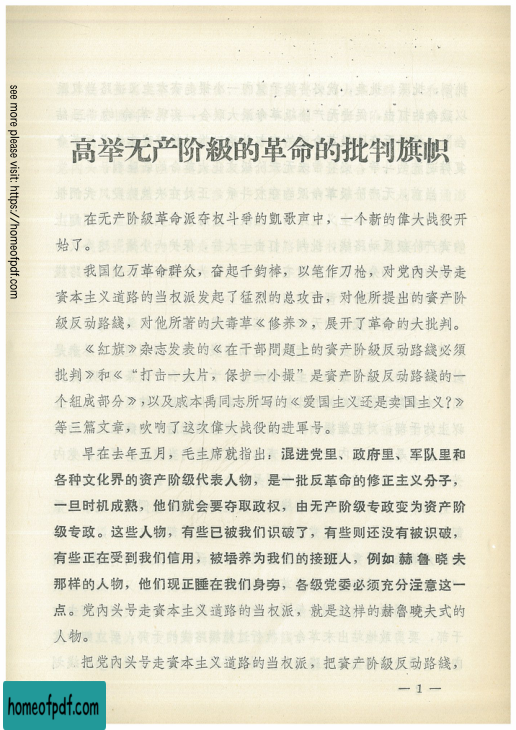 see more please visit: https://homeofpdf.com
高举无产阶級的革命的批判旗帜
在无产阶级革命派夺权斗爭的凱歌声中，一个新的偉大战役开
始了。
我国亿万革命群众，奋起千鈞棒，以笔作刀枪，对党內头号走
資本主义道路的当权派发起了猛烈的总攻击，对他所提出的資产阶
級反动路綫，对他所著的大毒草《修养》，展开了革命的大批判。
《紅旗》杂志发表的《在干部問題上的資产阶級反动路綫必须
批判》和《“打击一大片，保护一小撮”是資产阶級反动路綫的一
个組成部分》，以及戚本禹同志所写的《爱国主义还是卖国主义？》
等三篇文章，吹响了这次偉大战役的进軍号。
早在去年五月，毛主席就指出：混进党里、政府里、军队里和
各种文化界的资产阶级代表人物，是一批反革命的修正主义分子，
一旦时机成熟，他们就会要夺取政权，由无产阶级专政变为资产阶
级专政。这些人物，有些已被我们识破了，有些则还没有被识破，
有些正在受到我们信用，被培养为我们的接班人，例如赫鲁晓夫
那样的人物，他们现正睡在我们身旁，各级党委必须充分注意这一
点。党內头号走資本主义道路的当权派，就是这样的赫魯曉夫式的
人物。
把党內头号走資本主义道路的当权派，把資产阶級反动路綫，
— 1 —
homeofpdf.com